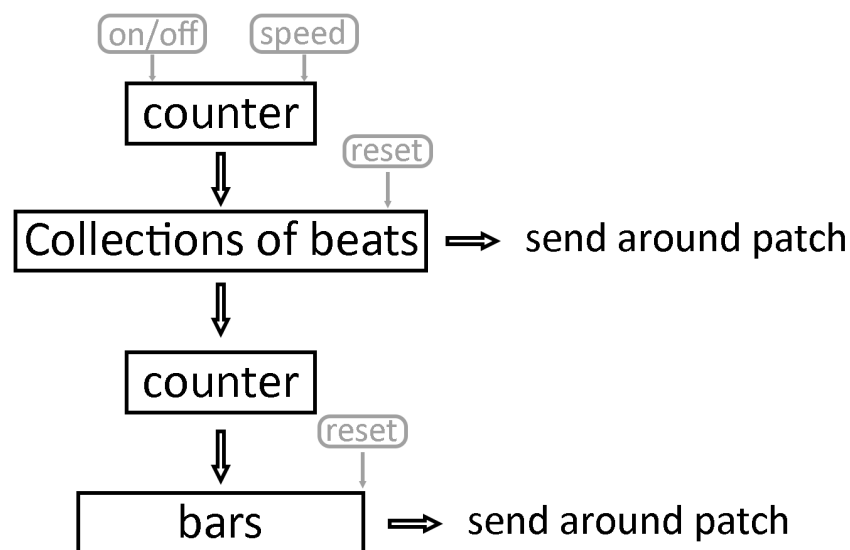 on/off
speed
counter
reset
Collections of beats
send around patch
counter
reset
bars
send around patch